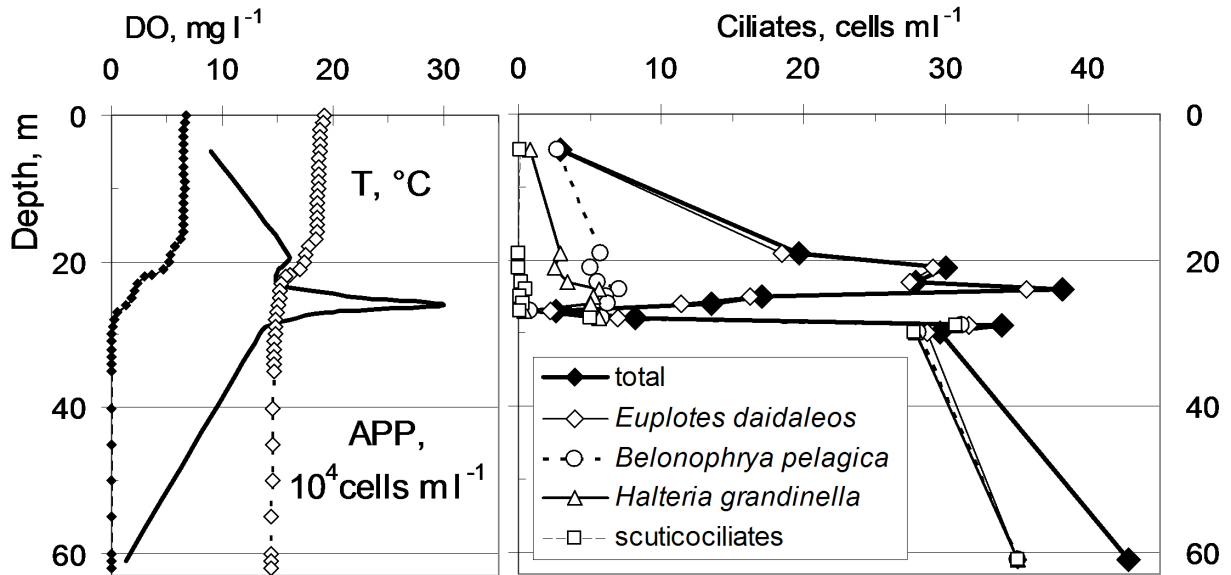 DO, mg l⁻¹
0 10 20 30
Ciliates, cells ml⁻¹
0 10 20 30 40
Depth, m
0
20
40
60
T, °C
APP,
10⁴cells ml⁻¹
total
Euplotes daidaleos
Belonophrya pelagica
Halteria grandinella
scuticociliates
0
20
40
60